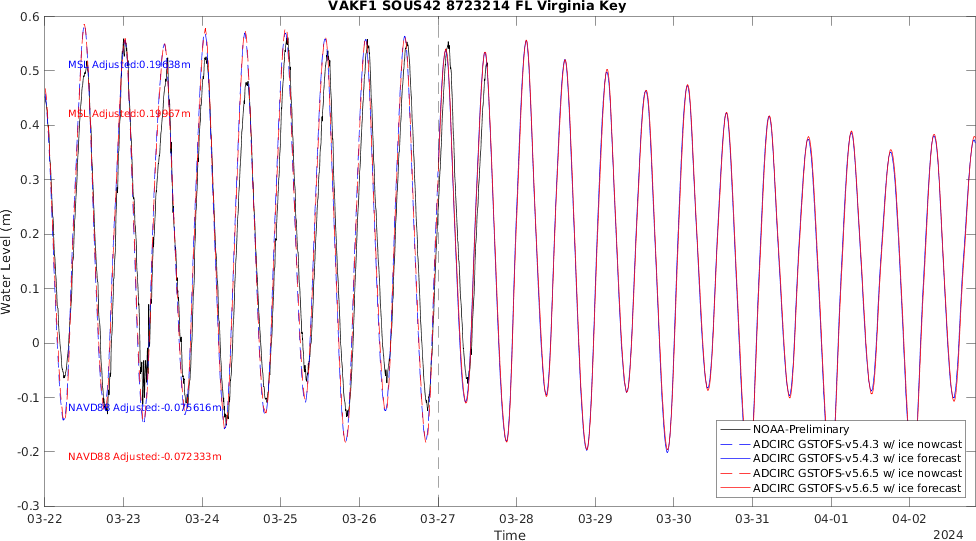 VAKF1 SOUS42 8723214 FL Virginia Key
0.6
0.5
0.4
0.3
0.2
0.1
0
-0.1
-0.2
-0.3
Water Level (m)
MSL Adjusted:0.19638m
MSL Adjusted:0.19967m
NAVD88 Adjusted:-0.075616m
NAVD88 Adjusted:-0.072333m
NOAA-Preliminary
ADCIRC GSTOFS-v5.4.3 w/ ice nowcast
ADCIRC GSTOFS-v5.4.3 w/ ice forecast
ADCIRC GSTOFS-v5.6.5 w/ ice nowcast
ADCIRC GSTOFS-v5.6.5 w/ ice forecast
03-22 03-23 03-24 03-25 03-26 03-27 03-28 03-29 03-30 03-31 04-01 04-02
Time
2024